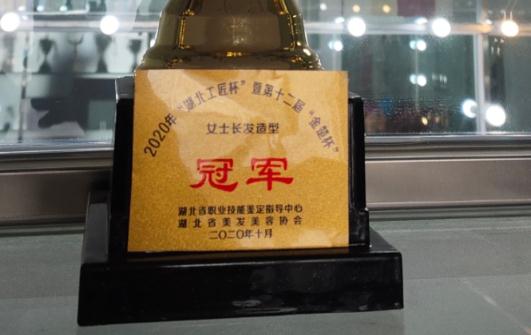 2020年“湖北工匠杯”暨第十二届“金楚杯”
女士长发造型
冠军
湖北省职业技能鉴定指导中心
湖北省美发美容协会
二〇二〇年十月